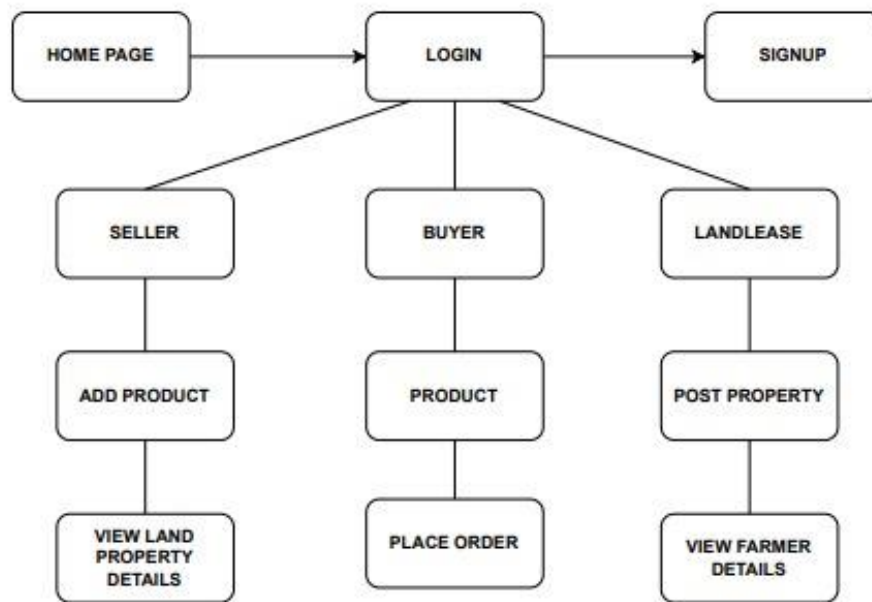 HOME PAGE
LOGIN
SIGNUP
SELLER
BUYER
LANDLEASE
ADD PRODUCT
PRODUCT
POST PROPERTY
VIEW LAND
PROPERTY
DETAILS
PLACE ORDER
VIEW FARMER
DETAILS